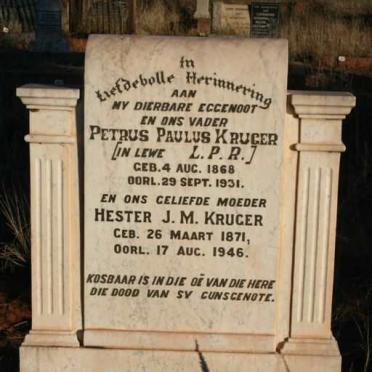 in
Liefdebolle Herinnering
AAN
MY DIERBARE EGGENOOT
EN ONS VADER
PETRUS PAULUS KRUGER
[IN LEWE L.P.R.]
GEB. 4 AUG. 1868
OORL. 29 SEPT. 1931.
EN ONS GELIEFDE MOEDER
HESTER J.M. KRUGER
GEB. 26 MAART 1871,
OORL. 17 AUG. 1946.
KOSBAAR IS IN DIE OË VAN DIE HERE
DIE DOOD VAN SY GUNSGENOTE.